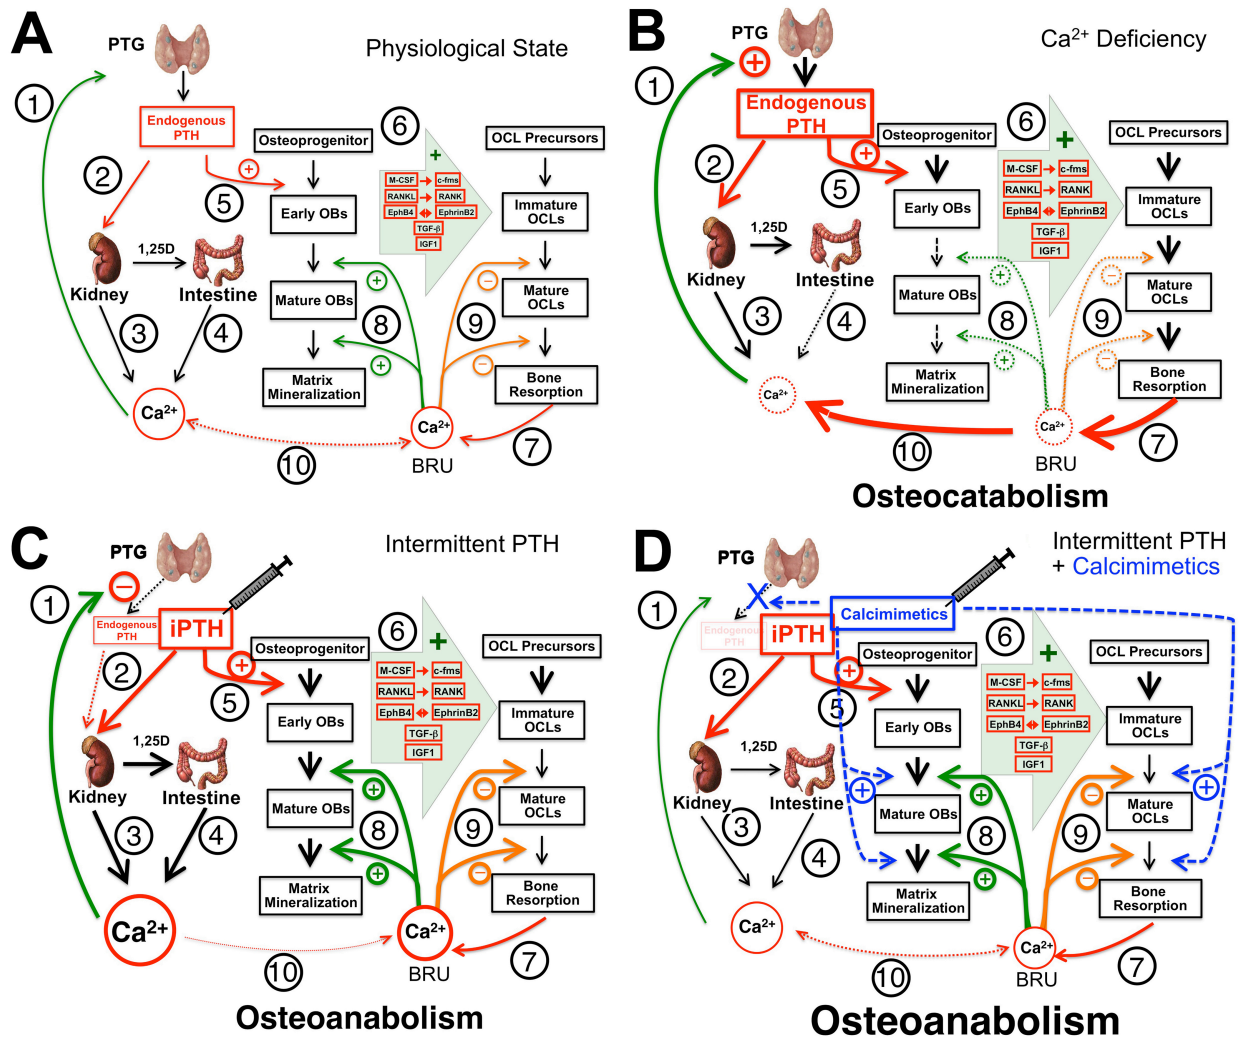 A
PTG
Physiological State
1
Endogenous
PTH
2
+
5
Osteoprogenitor
6
+
OCL Precursors
M-CSF
c-fms
RANKL
RANK
EphB4
EphrinB2
TGF-β
IGF1
Early OBs
Immature
OCLs
1,25D
Kidney
Intestine
Mature OBs
Mature
OCLs
+
−
3
4
8
9
+
−
Matrix
Mineralization
Bone
Resorption
Ca2+
Ca2+
10
7
BRU
B
PTG
+
Ca2+ Deficiency
1
Endogenous
PTH
2
+
5
Osteoprogenitor
6
+
OCL Precursors
M-CSF
c-fms
RANKL
RANK
EphB4
EphrinB2
TGF-β
IGF1
Early OBs
Immature
OCLs
1,25D
Kidney
Intestine
Mature OBs
Mature
OCLs
+
−
3
4
8
9
+
−
Matrix
Mineralization
Bone
Resorption
Ca2+
Ca2+
10
7
BRU
Osteocatabolism
C
PTG
−
Intermittent PTH
1
Endogenous
PTH
iPTH
2
+
5
Osteoprogenitor
6
+
OCL Precursors
M-CSF
c-fms
RANKL
RANK
EphB4
EphrinB2
TGF-β
IGF1
Early OBs
Immature
OCLs
1,25D
Kidney
Intestine
Mature OBs
Mature
OCLs
+
−
3
4
8
9
+
−
Matrix
Mineralization
Bone
Resorption
Ca2+
Ca2+
10
7
BRU
Osteoanabolism
D
PTG
Intermittent PTH
+ Calcimimetics
X
Calcimimetics
1
Endogenous
PTH
iPTH
2
+
5
Osteoprogenitor
6
+
OCL Precursors
M-CSF
c-fms
RANKL
RANK
EphB4
EphrinB2
TGF-β
IGF1
Early OBs
Immature
OCLs
1,25D
Kidney
Intestine
Mature OBs
Mature
OCLs
+
+
−
+
3
4
8
9
+
−
Matrix
Mineralization
Bone
Resorption
Ca2+
Ca2+
10
7
BRU
Osteoanabolism